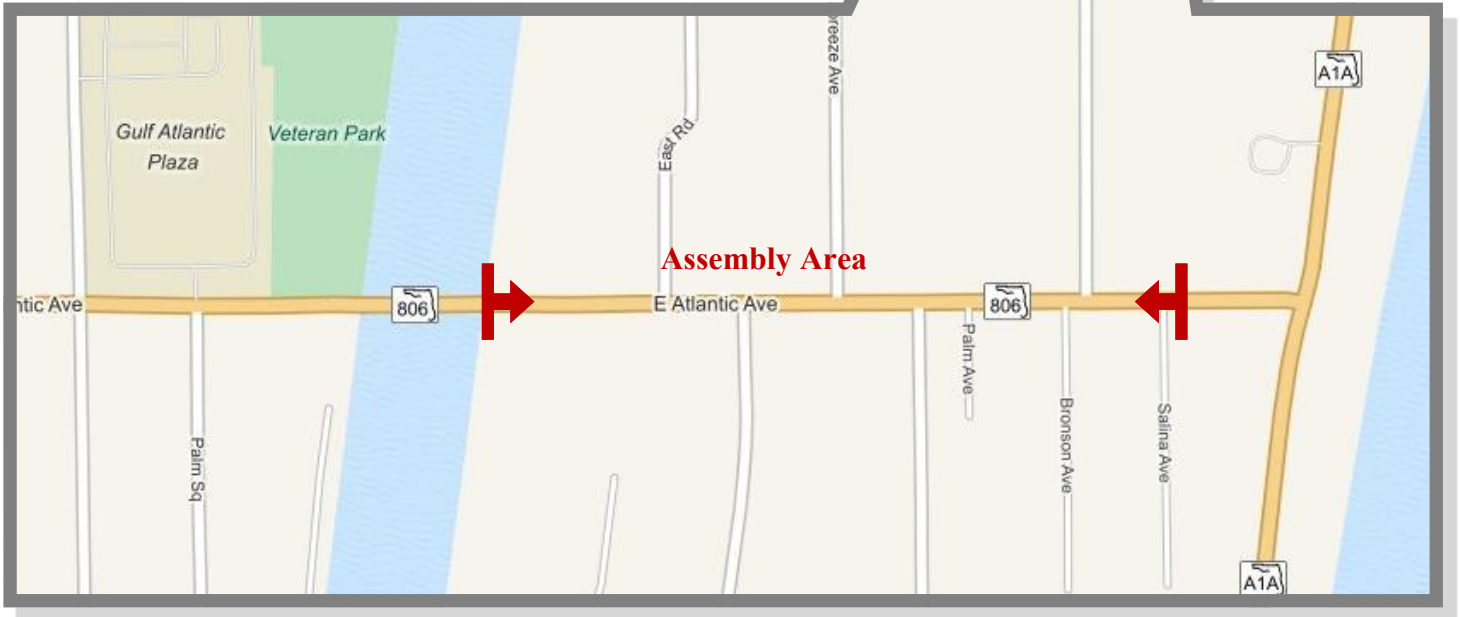 reeze Ave
A1A
Gulf Atlantic
Plaza
Veteran Park
East Rd
Assembly Area
ntic Ave
806
E Atlantic Ave
806
Palm Ave
Palm Sq
Bronson Ave
Salina Ave
A1A